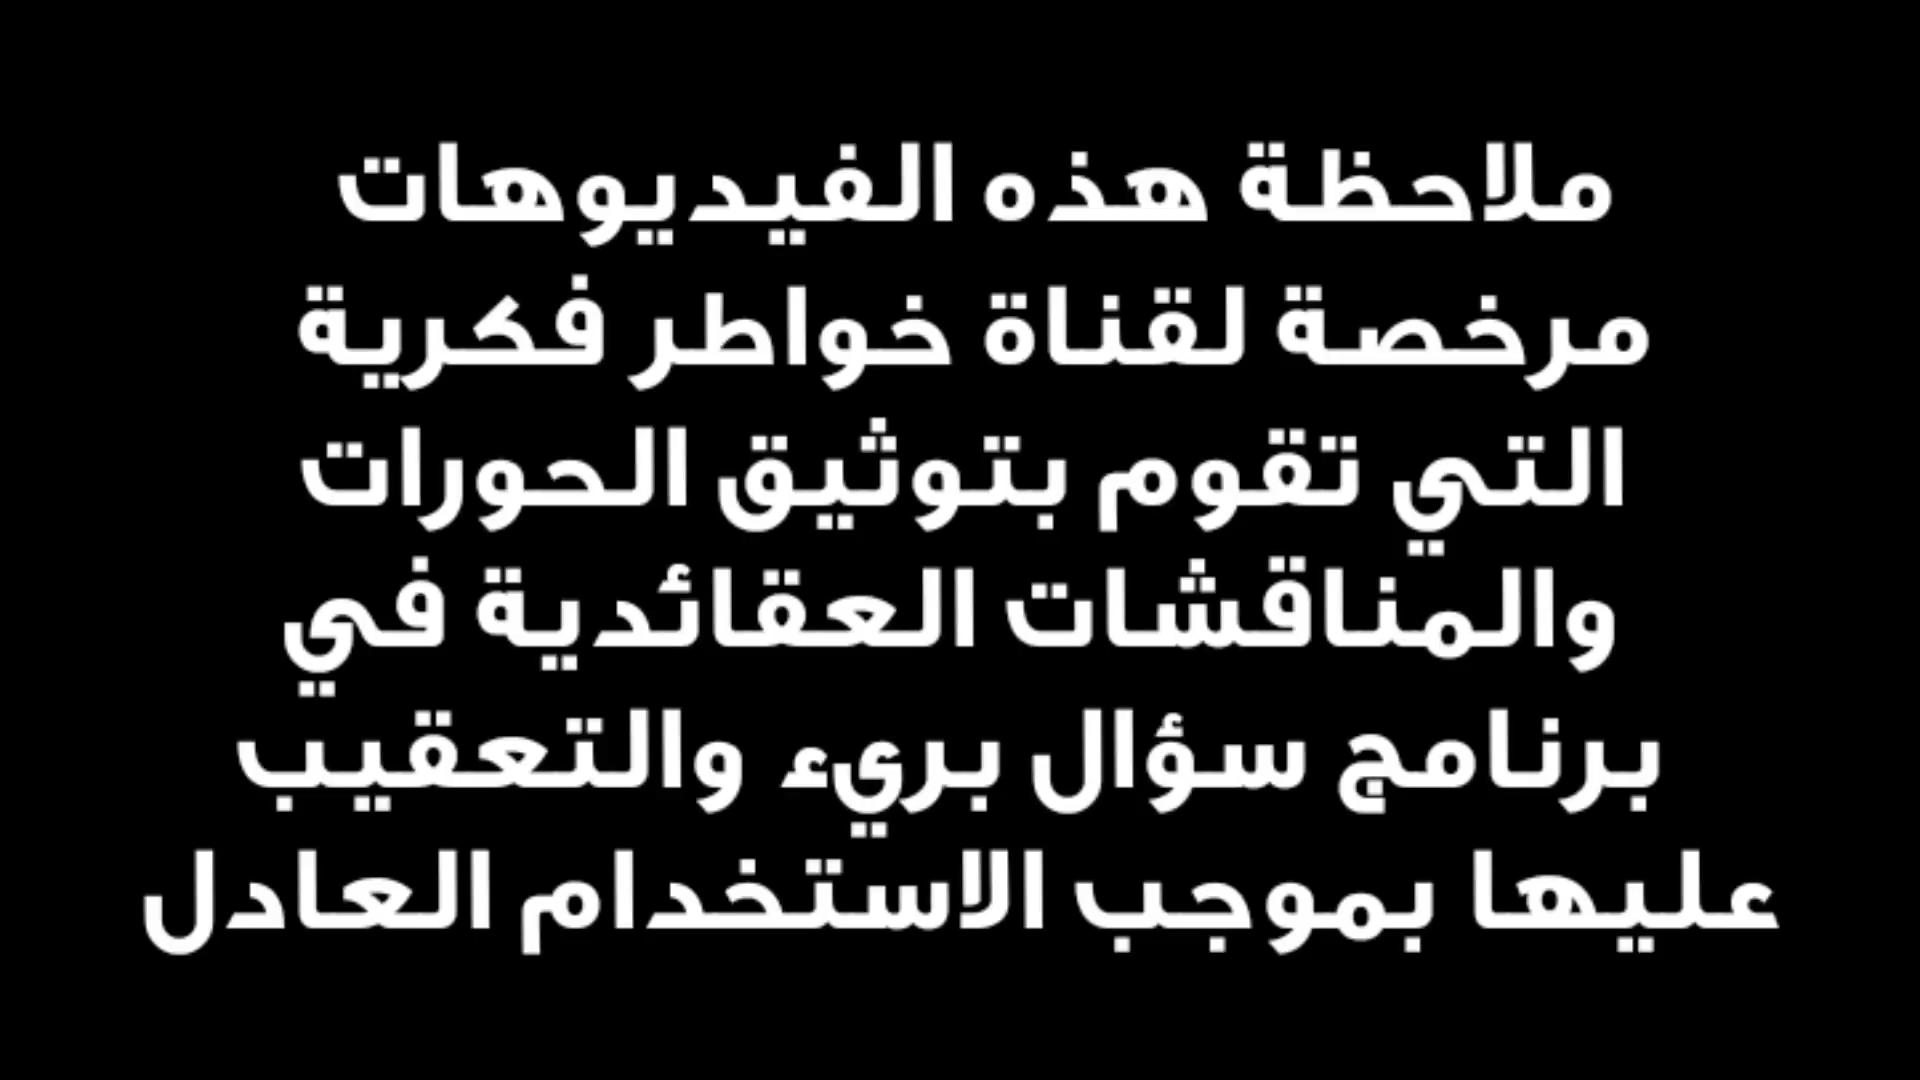 ملاحظة هذه الفيديوهات
مرخصة لقناة خواطر فكرية
التي تقوم بتوثيق الحورات
والمناقشات العقائدية في
برنامج سؤال بريء والتعقيب
عليها بموجب الاستخدام العادل